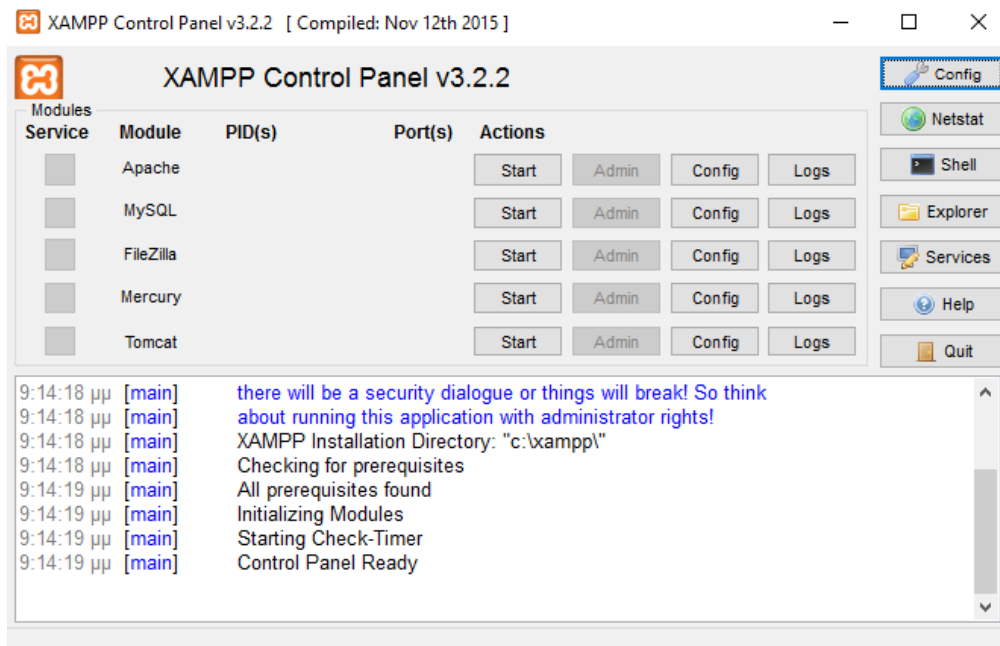 XAMPP Control Panel v3.2.2 [ Compiled: Nov 12th 2015 ]
XAMPP Control Panel v3.2.2
Config
Modules
Service Module PID(s) Port(s) Actions
Netstat
Apache Start Admin Config Logs
Shell
MySQL Start Admin Config Logs
Explorer
FileZilla Start Admin Config Logs
Services
Mercury Start Admin Config Logs
Help
Tomcat Start Admin Config Logs
Quit
9:14:18 μμ [main] there will be a security dialogue or things will break! So think
9:14:18 μμ [main] about running this application with administrator rights!
9:14:18 μμ [main] XAMPP Installation Directory: "c:\xampp\"
9:14:18 μμ [main] Checking for prerequisites
9:14:19 μμ [main] All prerequisites found
9:14:19 μμ [main] Initializing Modules
9:14:19 μμ [main] Starting Check-Timer
9:14:19 μμ [main] Control Panel Ready